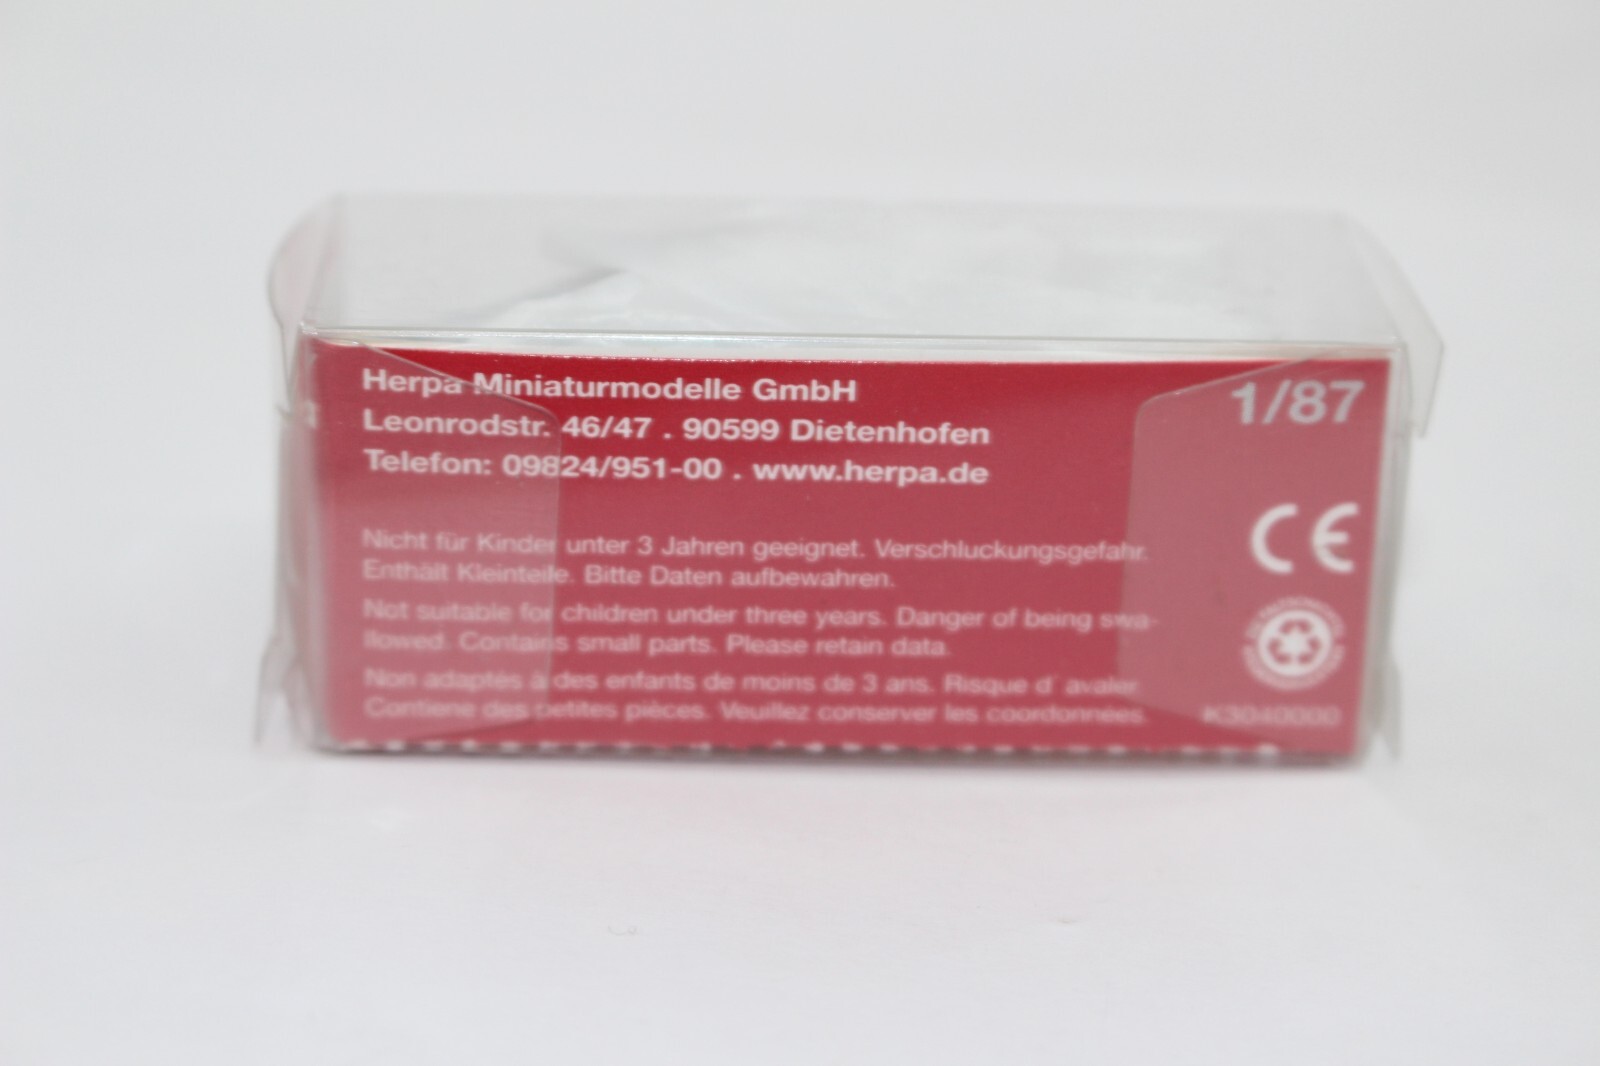 Herpa Miniaturmodelle GmbH
1/87
Leonrodstr. 46/47 . 90599 Dietenhofen
Telefon: 09824/951-00 . www.herpa.de
CE
Nicht für Kinder unter 3 Jahren geeignet. Verschluckungsgefahr.
Enthält Kleinteile. Bitte Daten aufbewahren.
Not suitable for children under three years. Danger of being swa-
llowed. Contains small parts. Please retain data.
Non adaptés à des enfants de moins de 3 ans. Risque d' avaler.
Contiene des petites pièces. Veuillez conserver les coordonnées.
K3040000